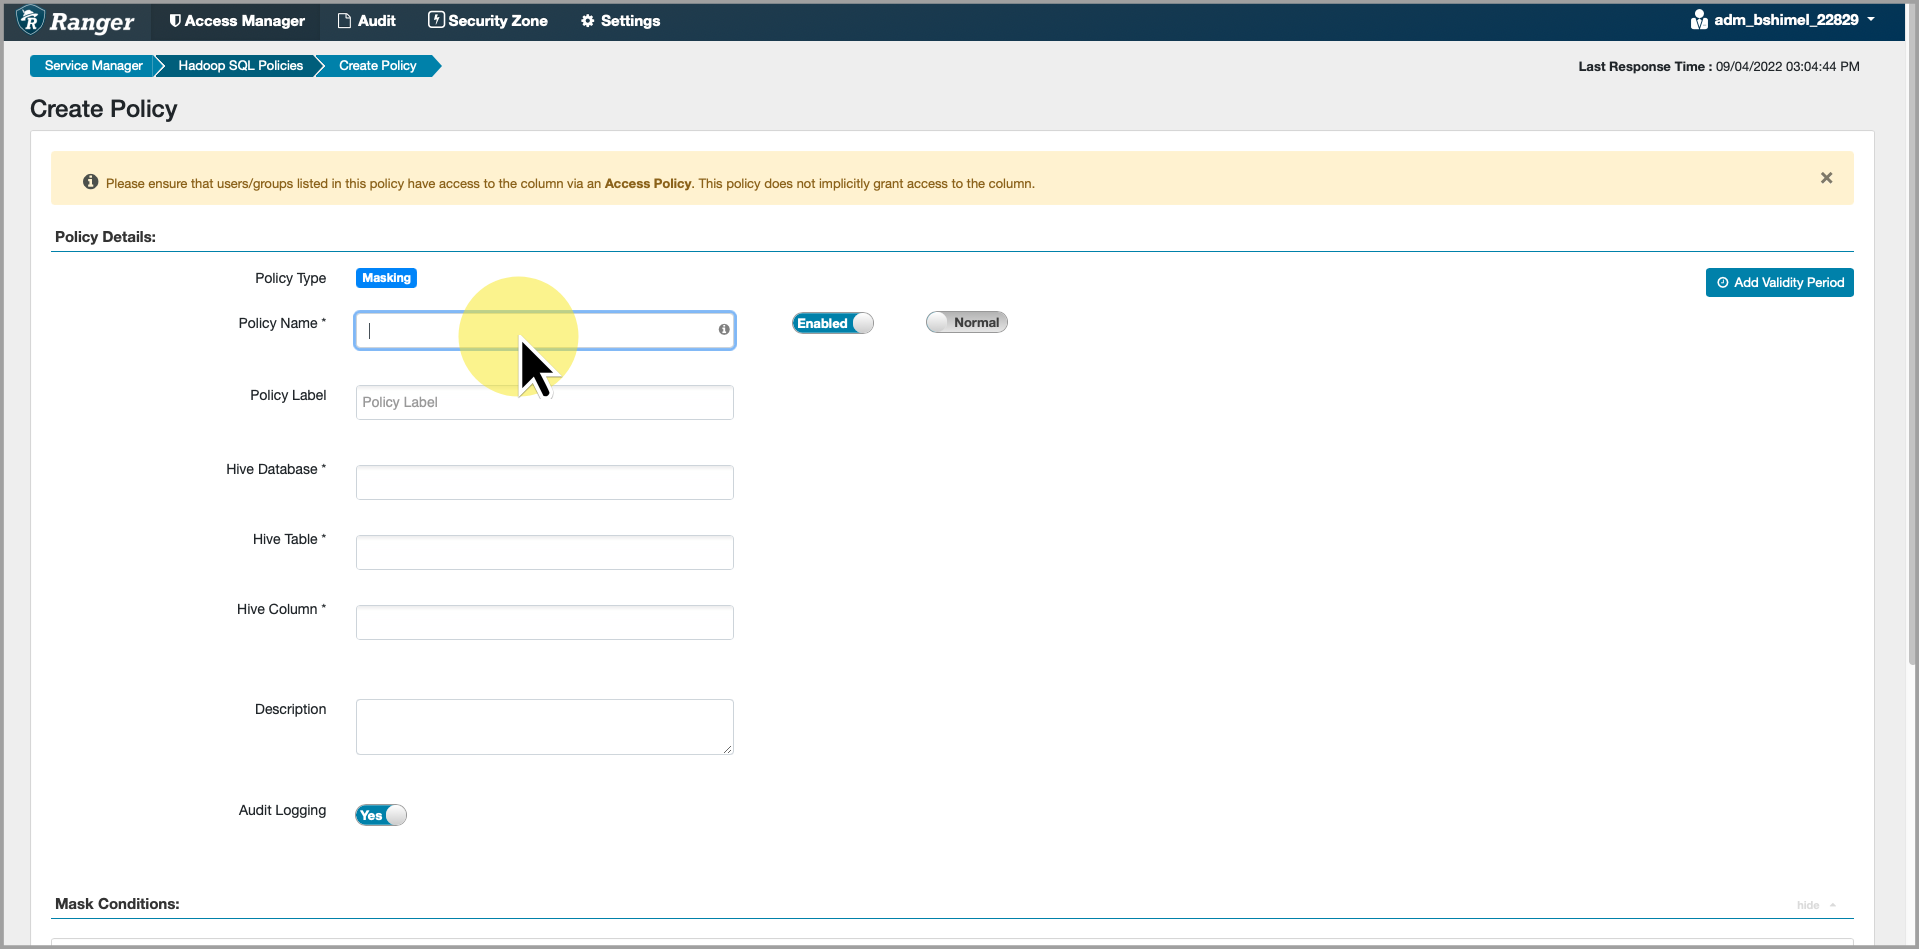 Ranger Access Manager Audit Security Zone Settings adm_bshimel_22829
Service Manager Hadoop SQL Policies Create Policy
Last Response Time : 09/04/2022 03:04:44 PM
Create Policy
Please ensure that users/groups listed in this policy have access to the column via an Access Policy. This policy does not implicitly grant access to the column.
Policy Details:
Policy Type Masking
Add Validity Period
Policy Name * Enabled Normal
Policy Label Policy Label
Hive Database *
Hive Table *
Hive Column *
Description
Audit Logging Yes
Mask Conditions:
hide